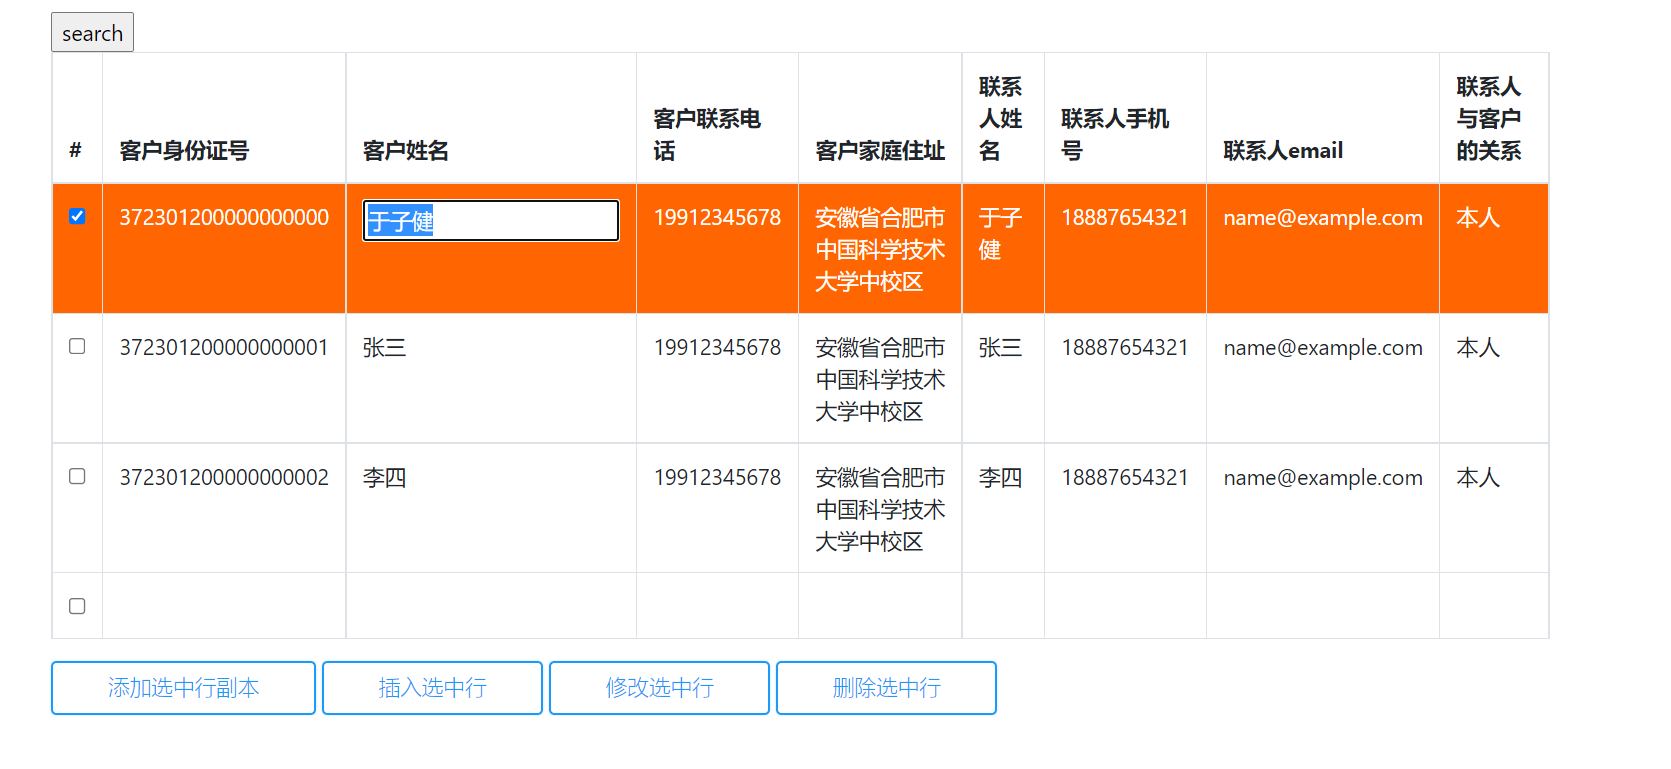 search
# 客户身份证号 客户姓名 客户联系电话 客户家庭住址 联系人姓名 联系人手机号 联系人email 联系人与客户的关系
372301200000000000 于子健 19912345678 安徽省合肥市中国科学技术大学中校区 于子健 18887654321 name@example.com 本人
372301200000000001 张三 19912345678 安徽省合肥市中国科学技术大学中校区 张三 18887654321 name@example.com 本人
372301200000000002 李四 19912345678 安徽省合肥市中国科学技术大学中校区 李四 18887654321 name@example.com 本人
添加选中行副本 插入选中行 修改选中行 删除选中行